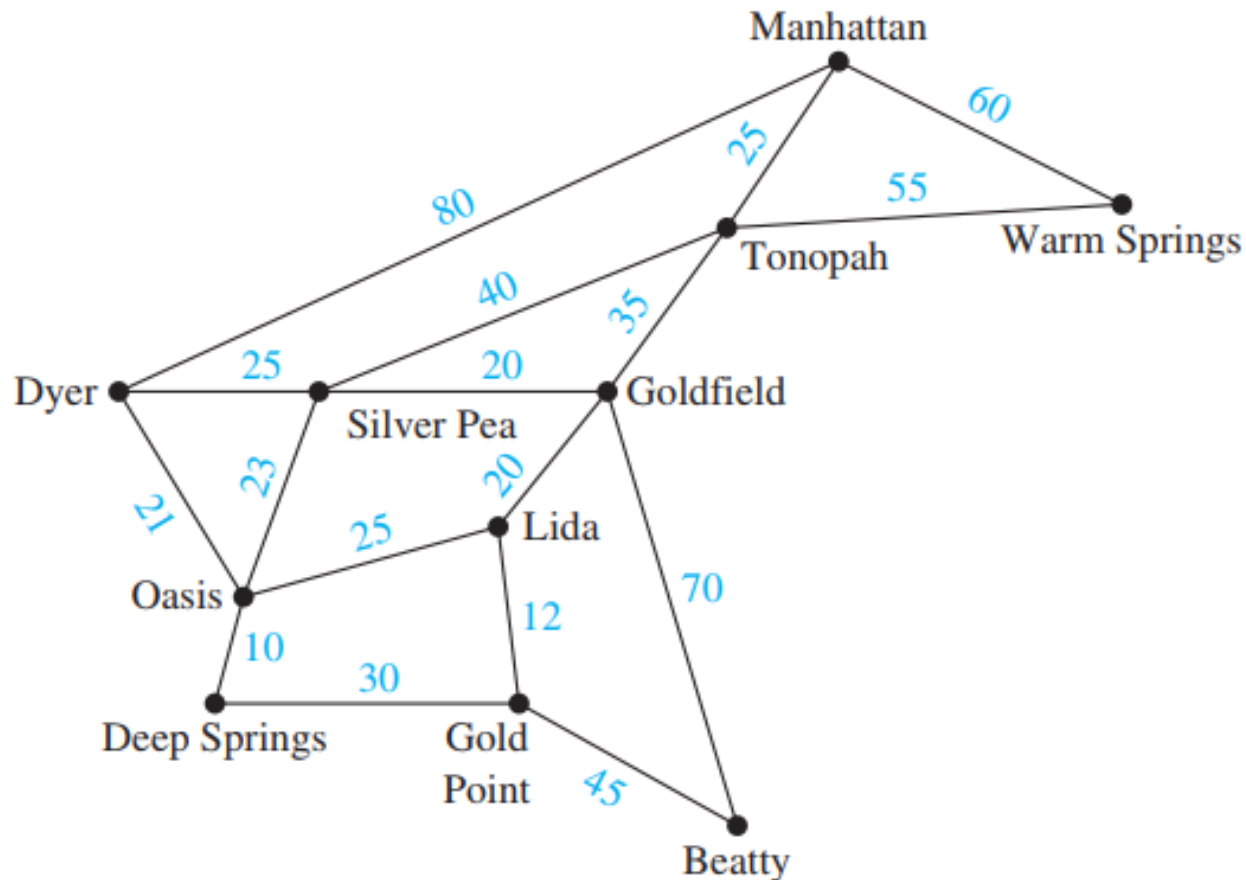 Manhattan
60
25
55
80
Warm Springs
Tonopah
40
35
25
20
Dyer
Goldfield
Silver Pea
23
20
21
25
Lida
Oasis
70
12
10
30
Deep Springs
Gold
Point
45
Beatty